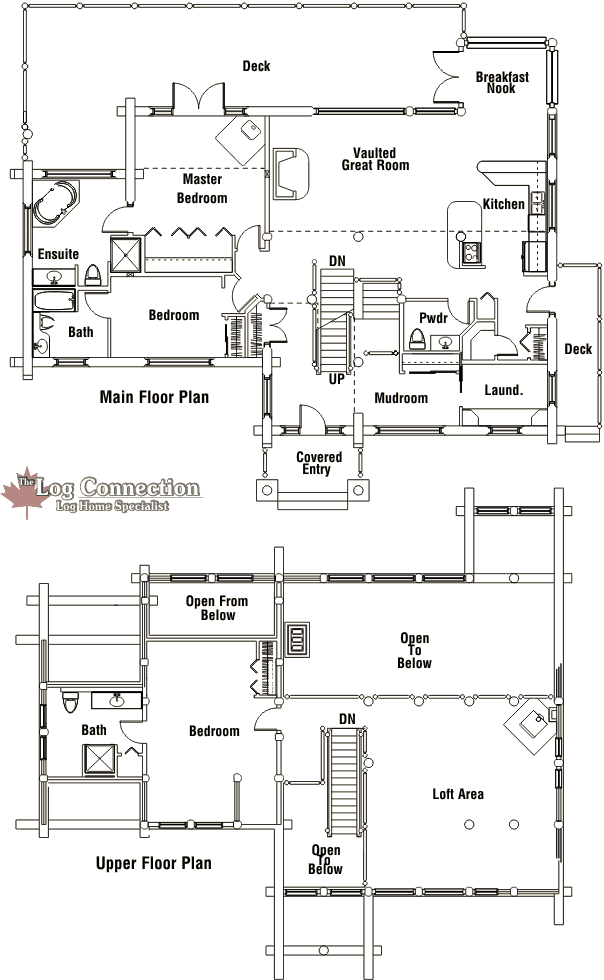 Deck
Breakfast
Nook
Vaulted
Great Room
Master
Bedroom
Kitchen
Ensuite
DN
Bedroom
Bath
Pwdr
Deck
UP
Mudroom
Laund.
Main Floor Plan
Covered
Entry
The Log Connection
Log Home Specialist
Open From
Below
Open
To
Below
Bath
Bedroom
DN
Loft Area
Open
To
Below
Upper Floor Plan